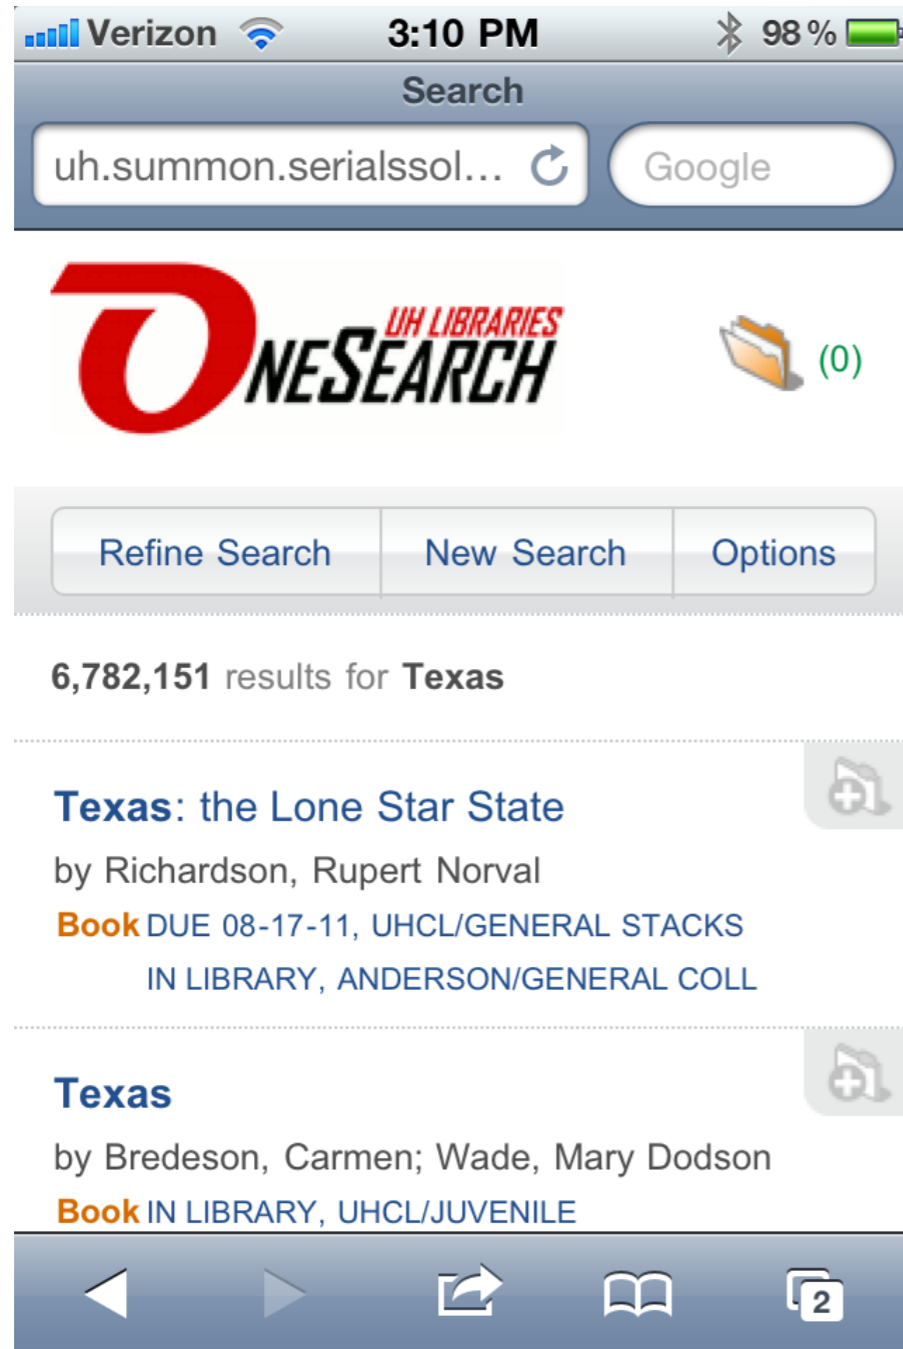 Verizon 3:10 PM 98%
Search
uh.summon.serialssol... Google
UH LIBRARIES
ONESEARCH
(0)
Refine Search New Search Options
6,782,151 results for Texas
Texas: the Lone Star State
by Richardson, Rupert Norval
Book DUE 08-17-11, UHCL/GENERAL STACKS
IN LIBRARY, ANDERSON/GENERAL COLL
Texas
by Bredeson, Carmen; Wade, Mary Dodson
Book IN LIBRARY, UHCL/JUVENILE
2